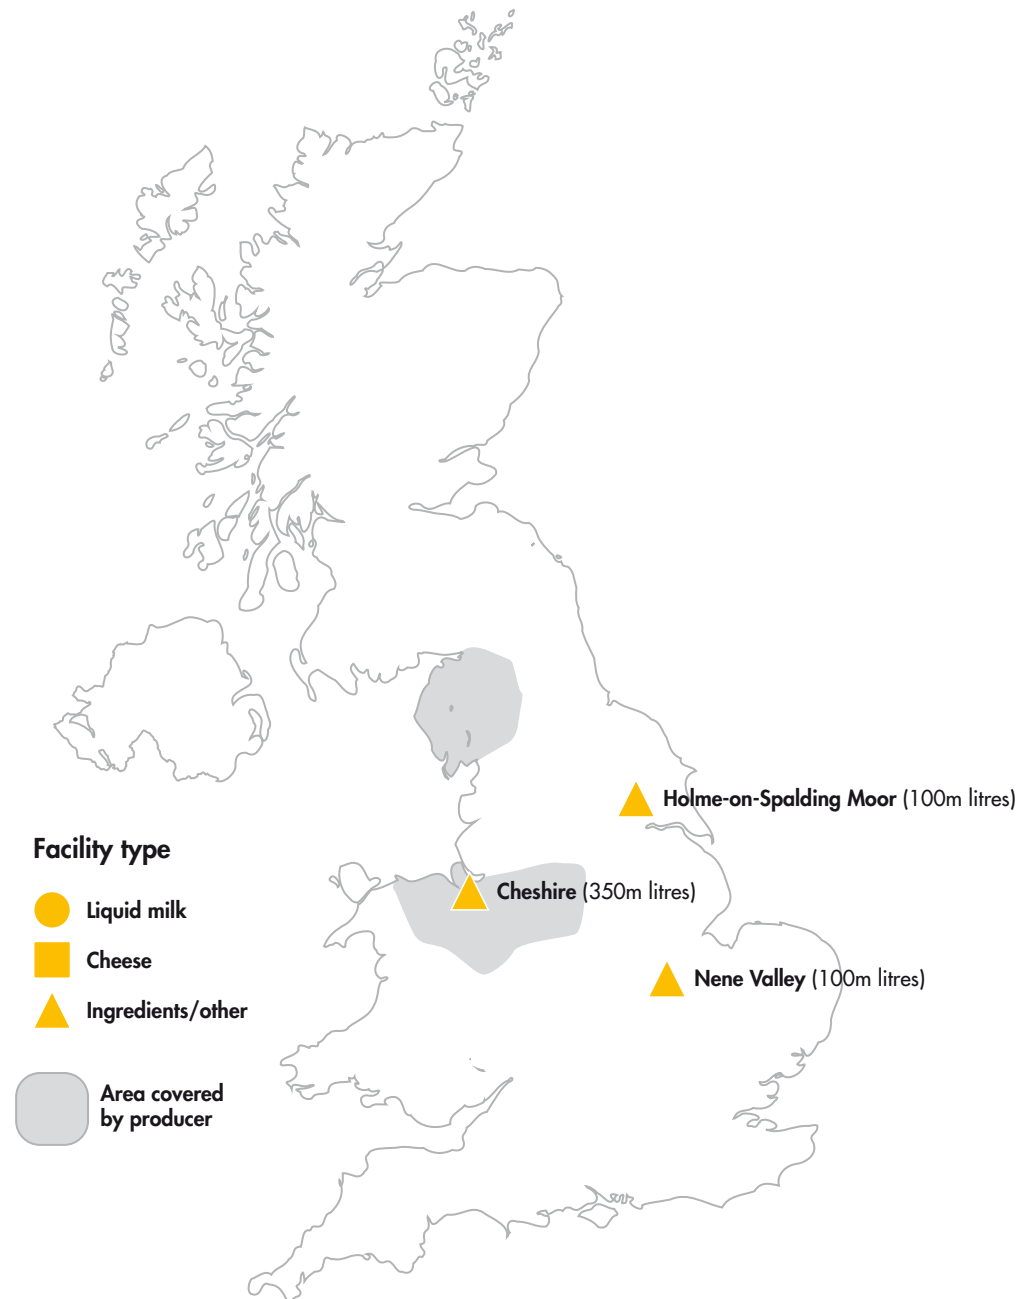 Holme-on-Spalding Moor (100m litres)
Facility type
Cheshire (350m litres)
Liquid milk
Cheese
Nene Valley (100m litres)
Ingredients/other
Area covered
by producer